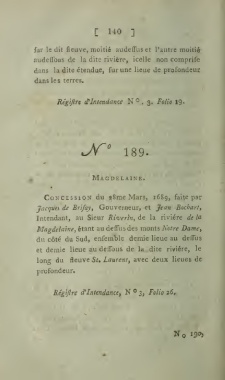 [ 140 ]
sur le dit fleuve, moitié audessus et l'autre moitié
audessous de la dite rivière, icelle non comprise
dans la dite étendue, sur une lieue de profondeur
dans les terres.
Régistre d'Intendance N°. 3. Folio 19.
N° 189.
MAGDELAINE.
CONCESSION du 28me Mars, 1689, faite par
Jacques de Brisay, Gouverneur, et Jean Bochart,
Intendant, au Sieur Riverin, de la rivière de la
Magdelaine, étant au dessus des monts Notre Dame,
du côté du Sud, ensemble demie lieue au dessus
et demie lieue au dessous de la dite rivière, le
long du fleuve St. Laurent, avec deux lieues de
profondeur.
Régistre d'Intendance, N° 3, Folio 26.
No 190,